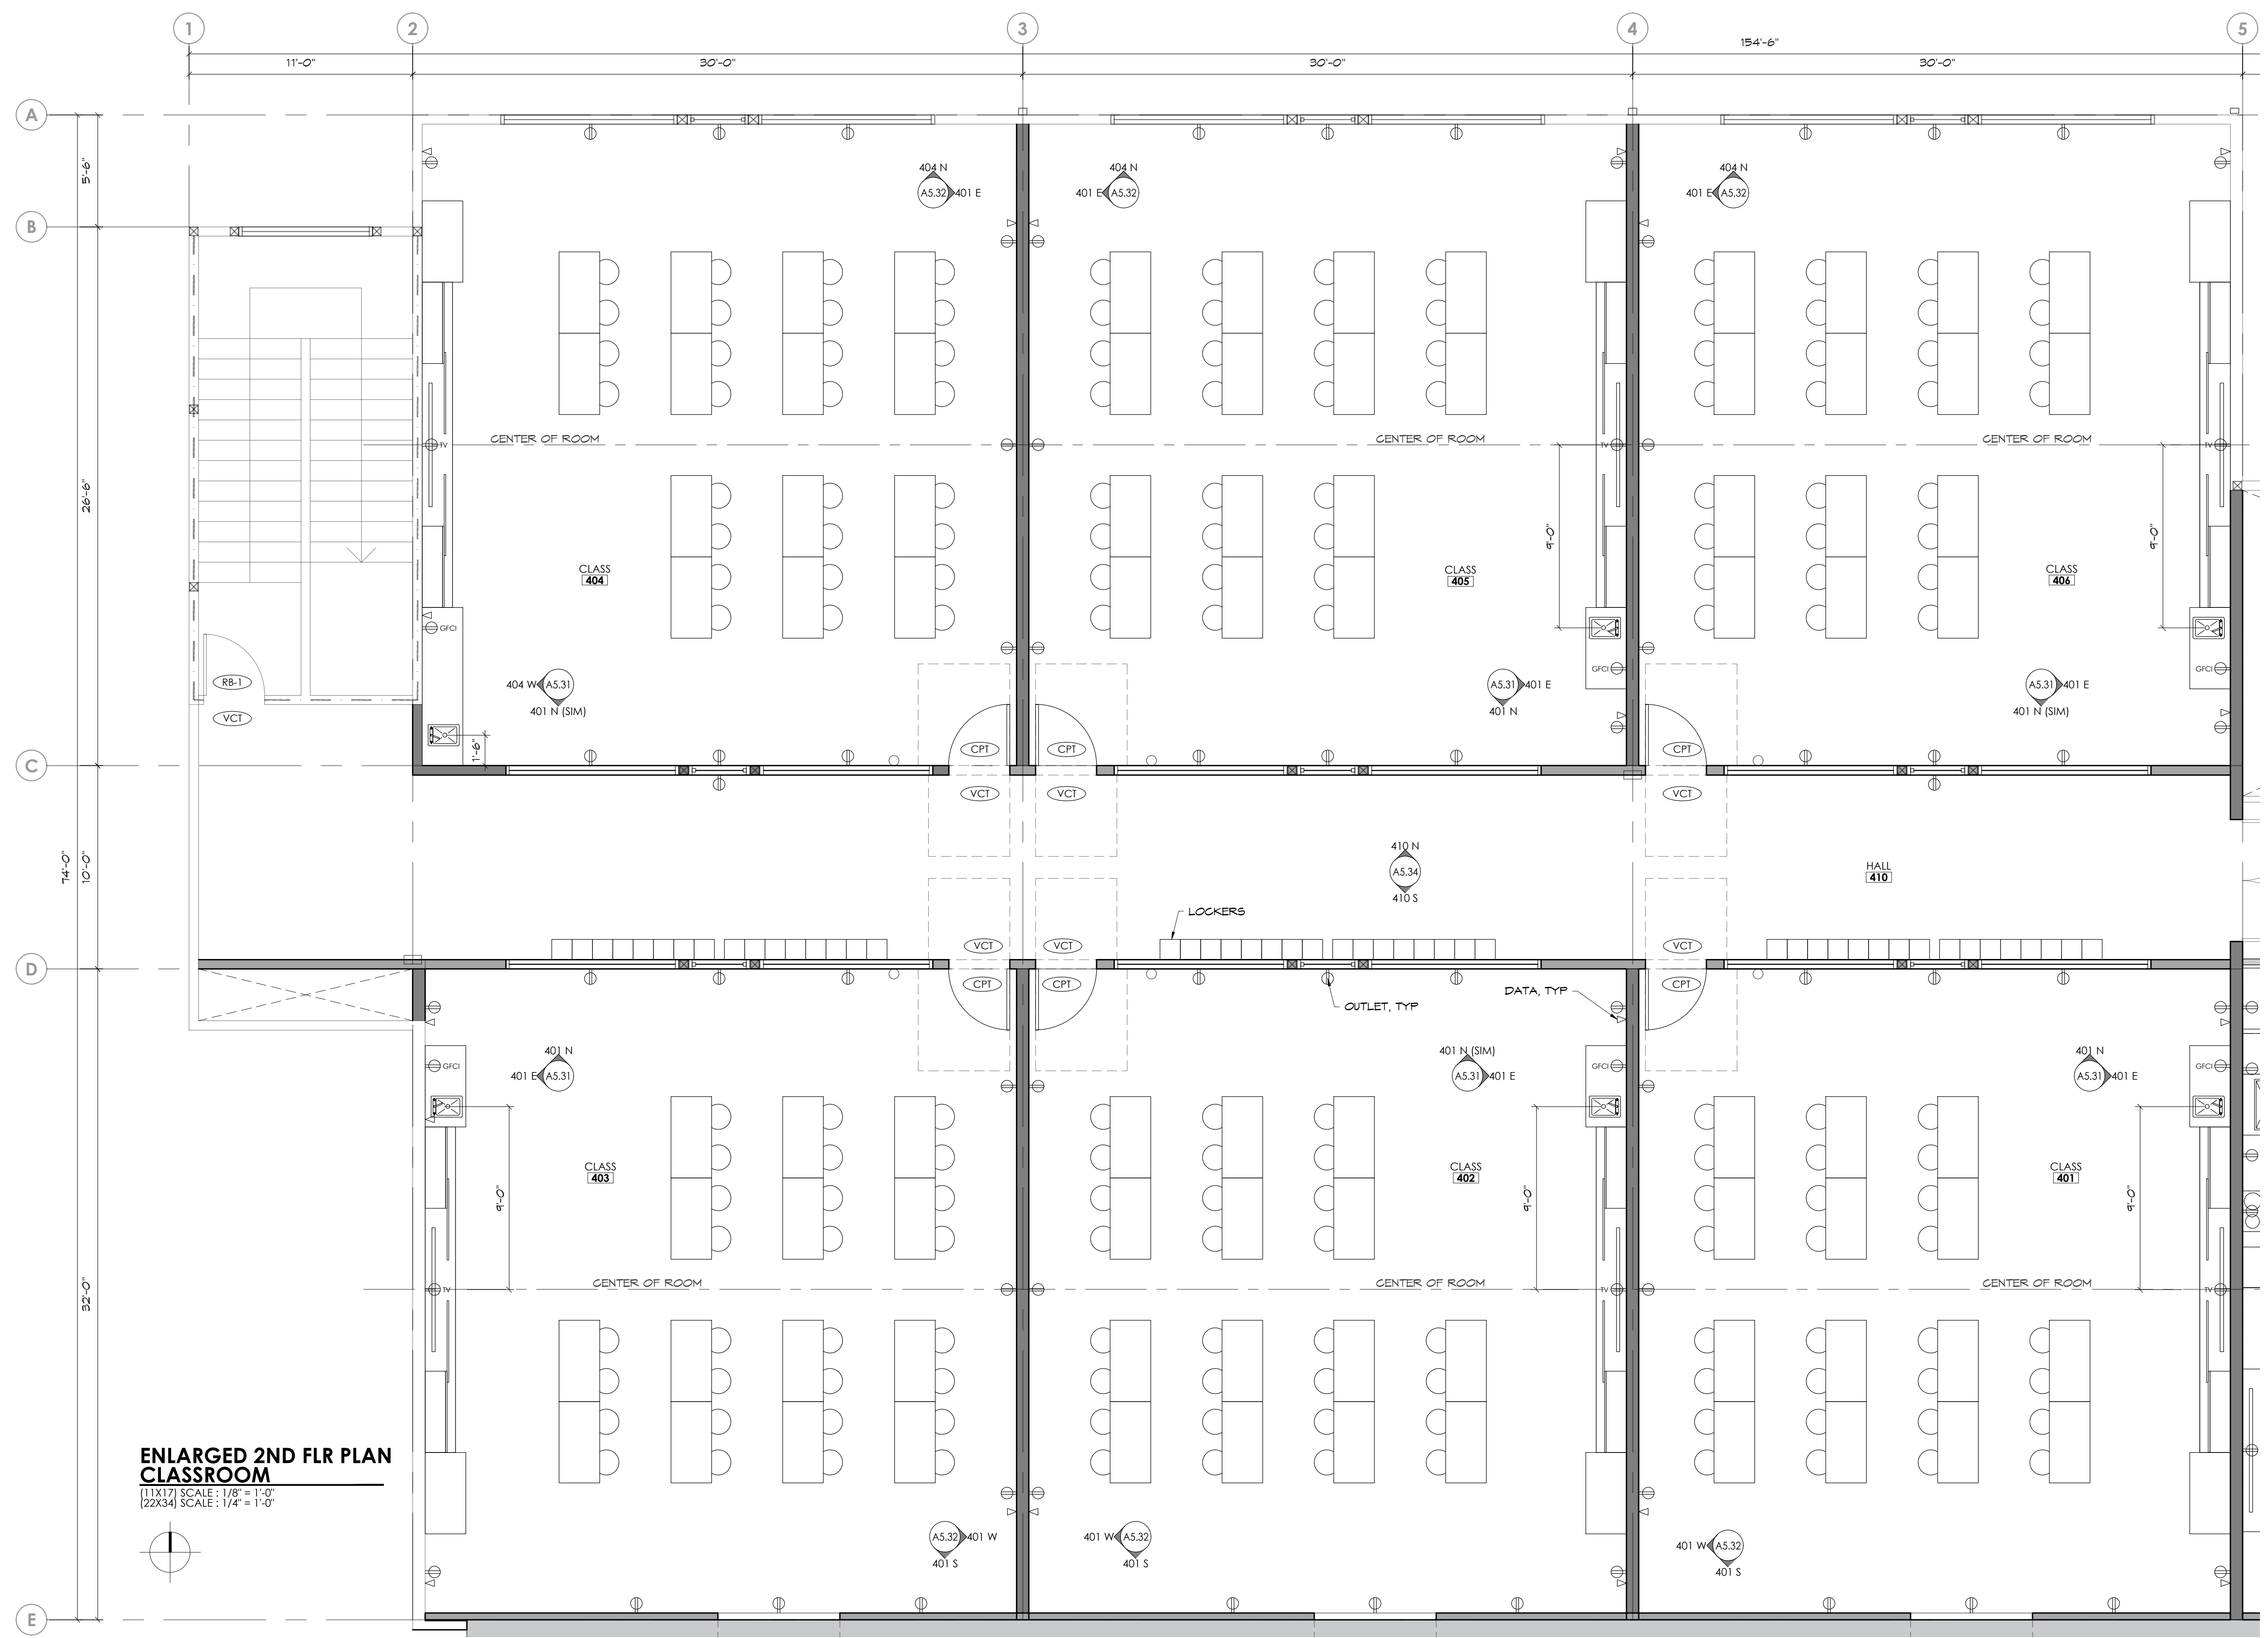 1
2
3
4
5
154'-6"
11'-0"
30'-0"
30'-0"
30'-0"
A
B
C
D
E
5'-6"
26'-6"
74'-0"
10'-0"
32'-0"
404 N
A5.32
401 E
404 N
401 E
A5.32
404 N
401 E
A5.32
TV
CENTER OF ROOM
CENTER OF ROOM
TV
CENTER OF ROOM
TV
9'-0"
9'-0"
CLASS
404
CLASS
405
CLASS
406
GFCI
GFCI
GFCI
RB-1
VCT
404 W
A5.31
401 N (SIM)
A5.31
401 E
401 N
A5.31
401 E
401 N (SIM)
1'-6"
CPT
CPT
CPT
VCT
VCT
VCT
410 N
A5.34
410 S
HALL
410
LOCKERS
VCT
VCT
VCT
CPT
CPT
CPT
OUTLET, TYP
DATA, TYP
401 N
401 E
A5.31
401 N (SIM)
A5.31
401 E
401 N
A5.31
401 E
GFCI
GFCI
GFCI
CLASS
403
CLASS
402
CLASS
401
9'-0"
9'-0"
9'-0"
TV
CENTER OF ROOM
CENTER OF ROOM
TV
CENTER OF ROOM
TV
A5.32
401 W
401 S
401 W
A5.32
401 S
401 W
A5.32
401 S
ENLARGED 2ND FLR PLAN
CLASSROOM
(11X17) SCALE : 1/8" = 1'-0"
(22X34) SCALE : 1/4" = 1'-0"